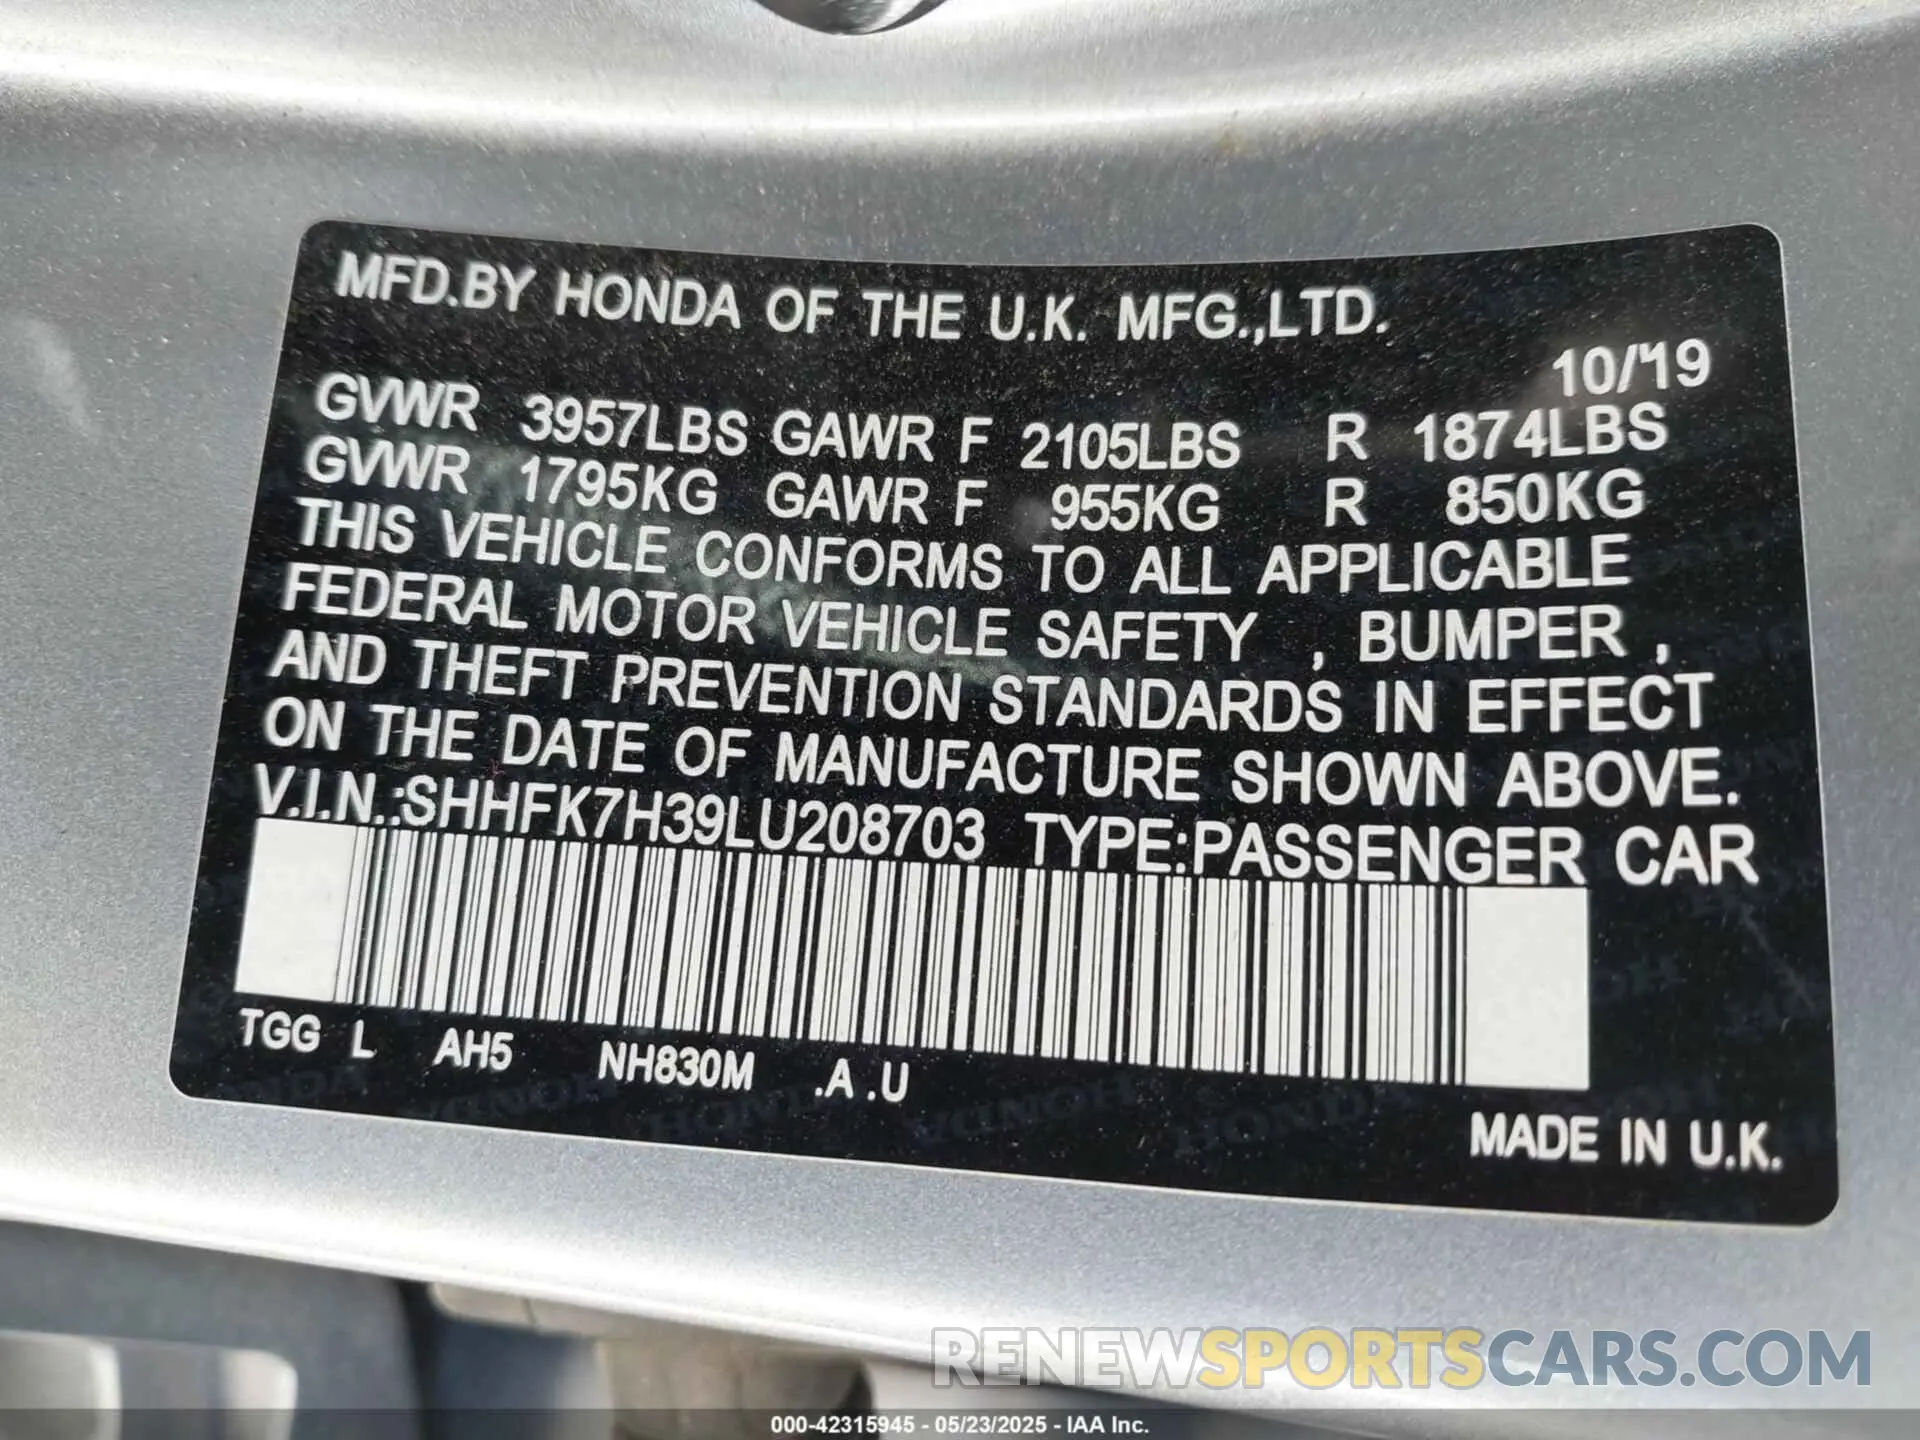 MFD.BY HONDA OF THE U.K. MFG.,LTD.
10/'19
GVWR 3957LBS GAWR F 2105LBS R 1874LBS
GVWR 1795KG GAWR F 955KG R 850KG
THIS VEHICLE CONFORMS TO ALL APPLICABLE
FEDERAL MOTOR VEHICLE SAFETY , BUMPER ,
AND THEFT PREVENTION STANDARDS IN EFFECT
ON THE DATE OF MANUFACTURE SHOWN ABOVE.
V.I.N.:SHHFK7H39LU208703 TYPE:PASSENGER CAR
TGG L AH5 NH830M .A .U
MADE IN U.K.
RENEWSPORTSCARS.COM
000-42315945 - 05/23/2025 - IAA Inc.